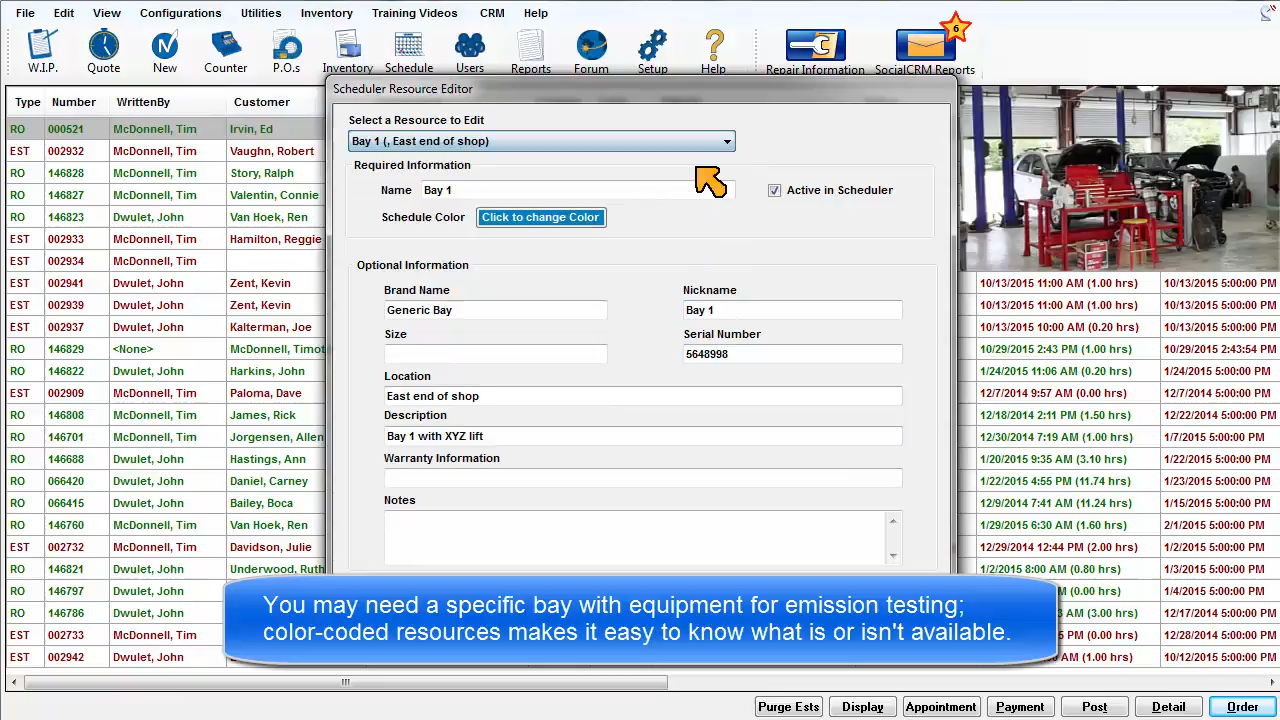 File Edit View Configurations Utilities Inventory Training Videos CRM Help
6
W.I.P. Quote New Counter P.O.s Inventory Schedule Users Reports Forum Setup Help Repair Information SocialCRM Reports
Scheduler Resource Editor
Type Number WrittenBy Customer
Select a Resource to Edit
RO 000521 McDonnell, Tim Irvin, Ed
Bay 1 (, East end of shop)
EST 002932 McDonnell, Tim Vaughn, Robert
Required Information
RO 146828 McDonnell, Tim Story, Ralph
Name Bay 1 Active in Scheduler
RO 146827 McDonnell, Tim Valentin, Connie
RO 146823 Dwulet, John Van Hoek, Ren
Schedule Color Click to change Color
EST 002933 McDonnell, Tim Hamilton, Reggie
EST 002934 McDonnell, Tim
Optional Information
EST 002941 Dwulet, John Zent, Kevin 10/13/2015 11:00 AM (1.00 hrs) 10/13/2015 5:00:00 PM
Brand Name Nickname
EST 002939 Dwulet, John Zent, Kevin 10/13/2015 11:00 AM (1.00 hrs) 10/13/2015 5:00:00 PM
Generic Bay Bay 1
EST 002937 Dwulet, John Kalterman, Joe 10/13/2015 10:00 AM (0.20 hrs) 10/13/2015 5:00:00 PM
Size Serial Number
RO 146829 <None> McDonnell, Timot 10/29/2015 2:43 PM (1.00 hrs) 10/29/2015 2:43:54 PM
5648998
RO 146822 Dwulet, John Harkins, John 1/24/2015 11:06 AM (0.20 hrs) 1/24/2015 5:00:00 PM
Location
EST 002909 McDonnell, Tim Paloma, Dave 12/7/2014 9:57 AM (0.00 hrs) 12/7/2014 5:00:00 PM
East end of shop
RO 146808 McDonnell, Tim James, Rick 12/18/2014 2:11 PM (1.50 hrs) 12/22/2014 5:00:00 PM
Description
RO 146701 McDonnell, Tim Jorgensen, Allen 12/30/2014 7:19 AM (1.00 hrs) 1/10/2015 5:00:00 PM
Bay 1 with XYZ lift
RO 146688 McDonnell, Tim Hastings, Ann 1/20/2015 9:35 AM (3.10 hrs) 1/22/2015 5:00:00 PM
Warranty Information
RO 066420 Dwulet, John Daniel, Carney 1/22/2015 4:55 PM (11.74 hrs) 1/23/2015 5:00:00 PM
RO 066415 Dwulet, John Bailey, Boca 12/9/2014 7:41 AM (11.24 hrs) 1/15/2015 5:00:00 PM
Notes
RO 146760 McDonnell, Tim Van Hoek, Ren 1/29/2015 6:30 AM (1.60 hrs) 2/1/2015 5:00:00 PM
EST 002732 McDonnell, Tim Davidson, Julie 12/29/2014 12:44 PM (2.00 hrs) 1/2/2015 5:00:00 PM
RO 146821 Dwulet, John Underwood, Ruth 1/2/2015 8:00 AM (0.80 hrs) 1/3/2015 5:00:00 PM
RO 146797 McDonnell, Tim 1/4/2015 5:00:00 PM
RO 146786 McDonnell, Tim AM (3.00 hrs) 12/17/2014 5:00:00 PM
EST 002733 McDonnell, Tim 12/28/2014 5:00:00 PM
EST 002942 Dwulet, John 10/12/2015 5:00:00 PM
You may need a specific bay with equipment for emission testing;
color-coded resources makes it easy to know what is or isn't available.
Purge Ests Display Appointment Payment Post Detail Order